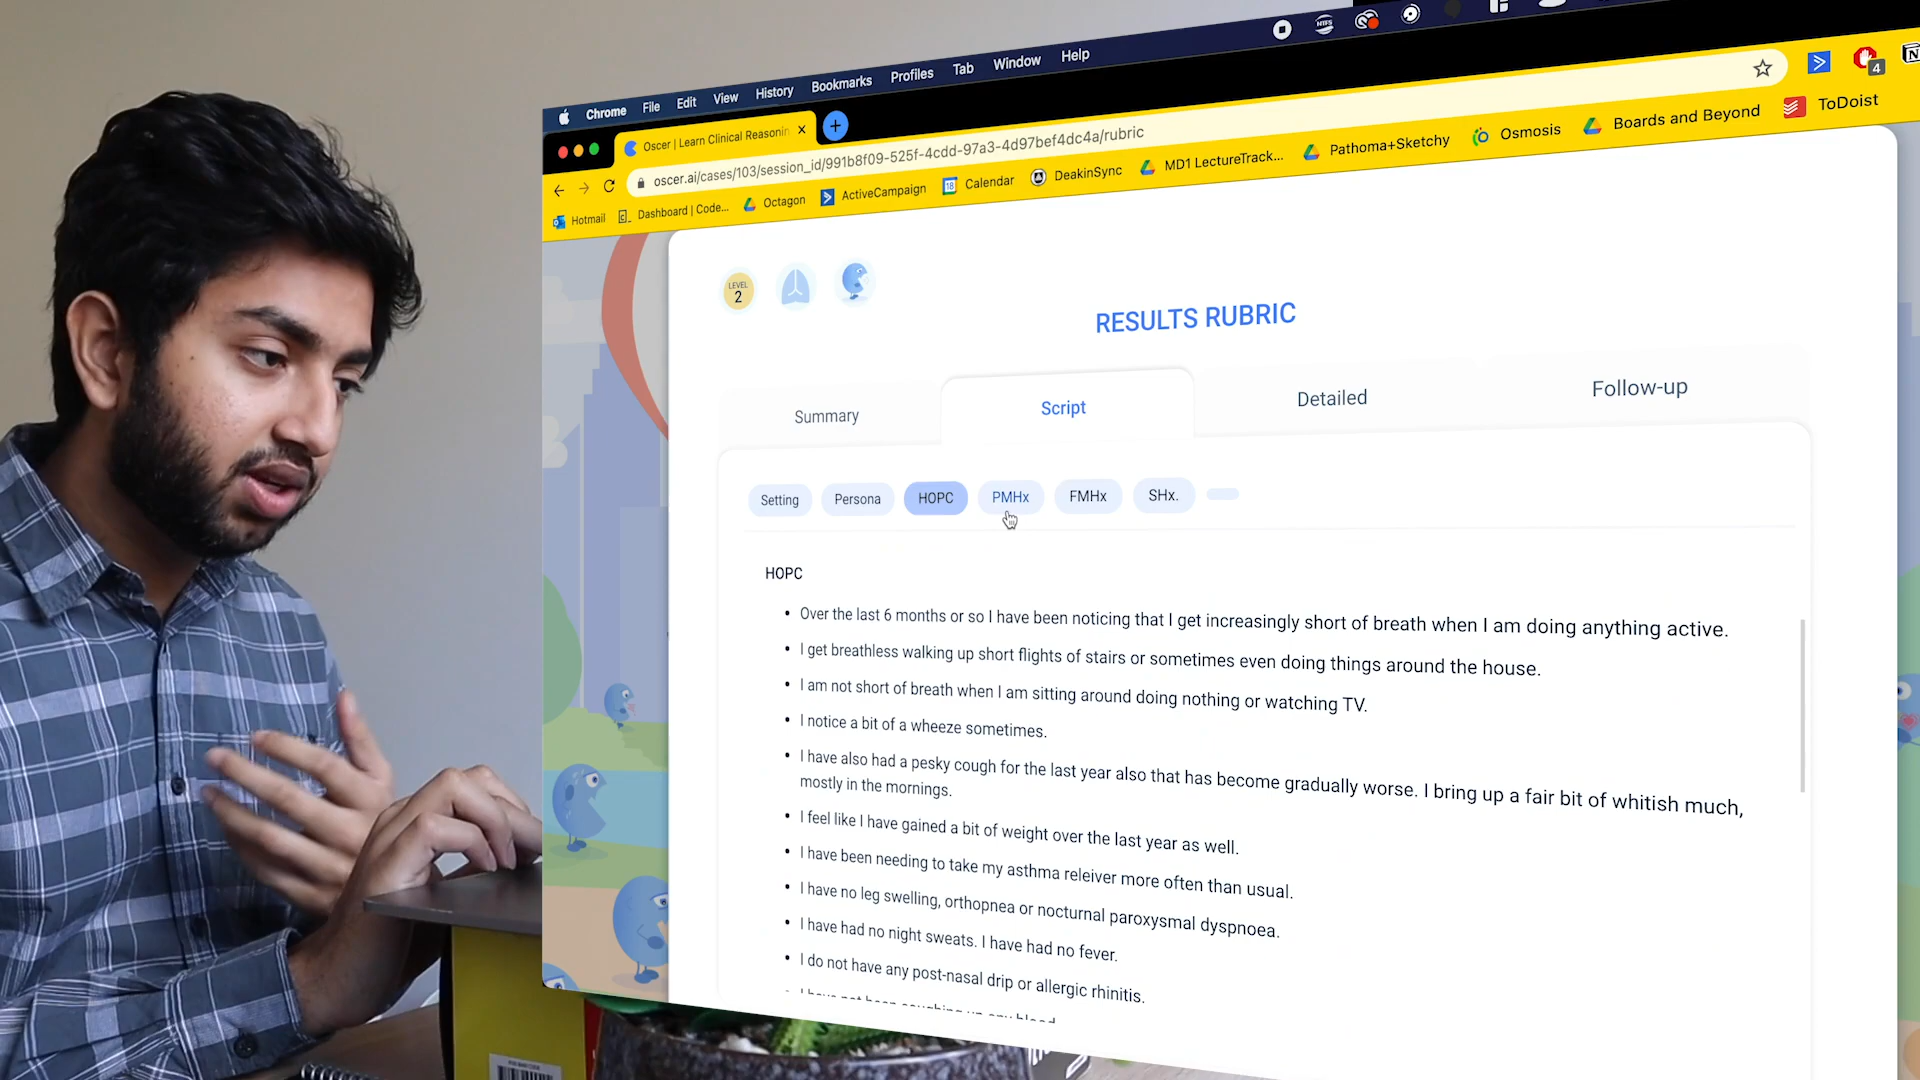 Chrome File Edit View History Bookmarks Profiles Tab Window Help
NTFS
Oscer | Learn Clinical Reasonin
oscer.ai/cases/103/session_id/991b8f09-525f-4cdd-97a3-4d97bef4dc4a/rubric
4
Hotmail Dashboard | Code... Octagon ActiveCampaign 18 Calendar DeakinSync MD1 LectureTrack... Pathoma+Sketchy Osmosis Boards and Beyond ToDoist
LEVEL
2
RESULTS RUBRIC
Summary Script Detailed Follow-up
Setting Persona HOPC PMHx FMHx SHx.
HOPC
• Over the last 6 months or so I have been noticing that I get increasingly short of breath when I am doing anything active.
• I get breathless walking up short flights of stairs or sometimes even doing things around the house.
• I am not short of breath when I am sitting around doing nothing or watching TV.
• I notice a bit of a wheeze sometimes.
• I have also had a pesky cough for the last year also that has become gradually worse. I bring up a fair bit of whitish much,
mostly in the mornings.
• I feel like I have gained a bit of weight over the last year as well.
• I have been needing to take my asthma releiver more often than usual.
• I have no leg swelling, orthopnea or nocturnal paroxysmal dyspnoea.
• I have had no night sweats. I have had no fever.
• I do not have any post-nasal drip or allergic rhinitis.
• I have not been coughing up any blood